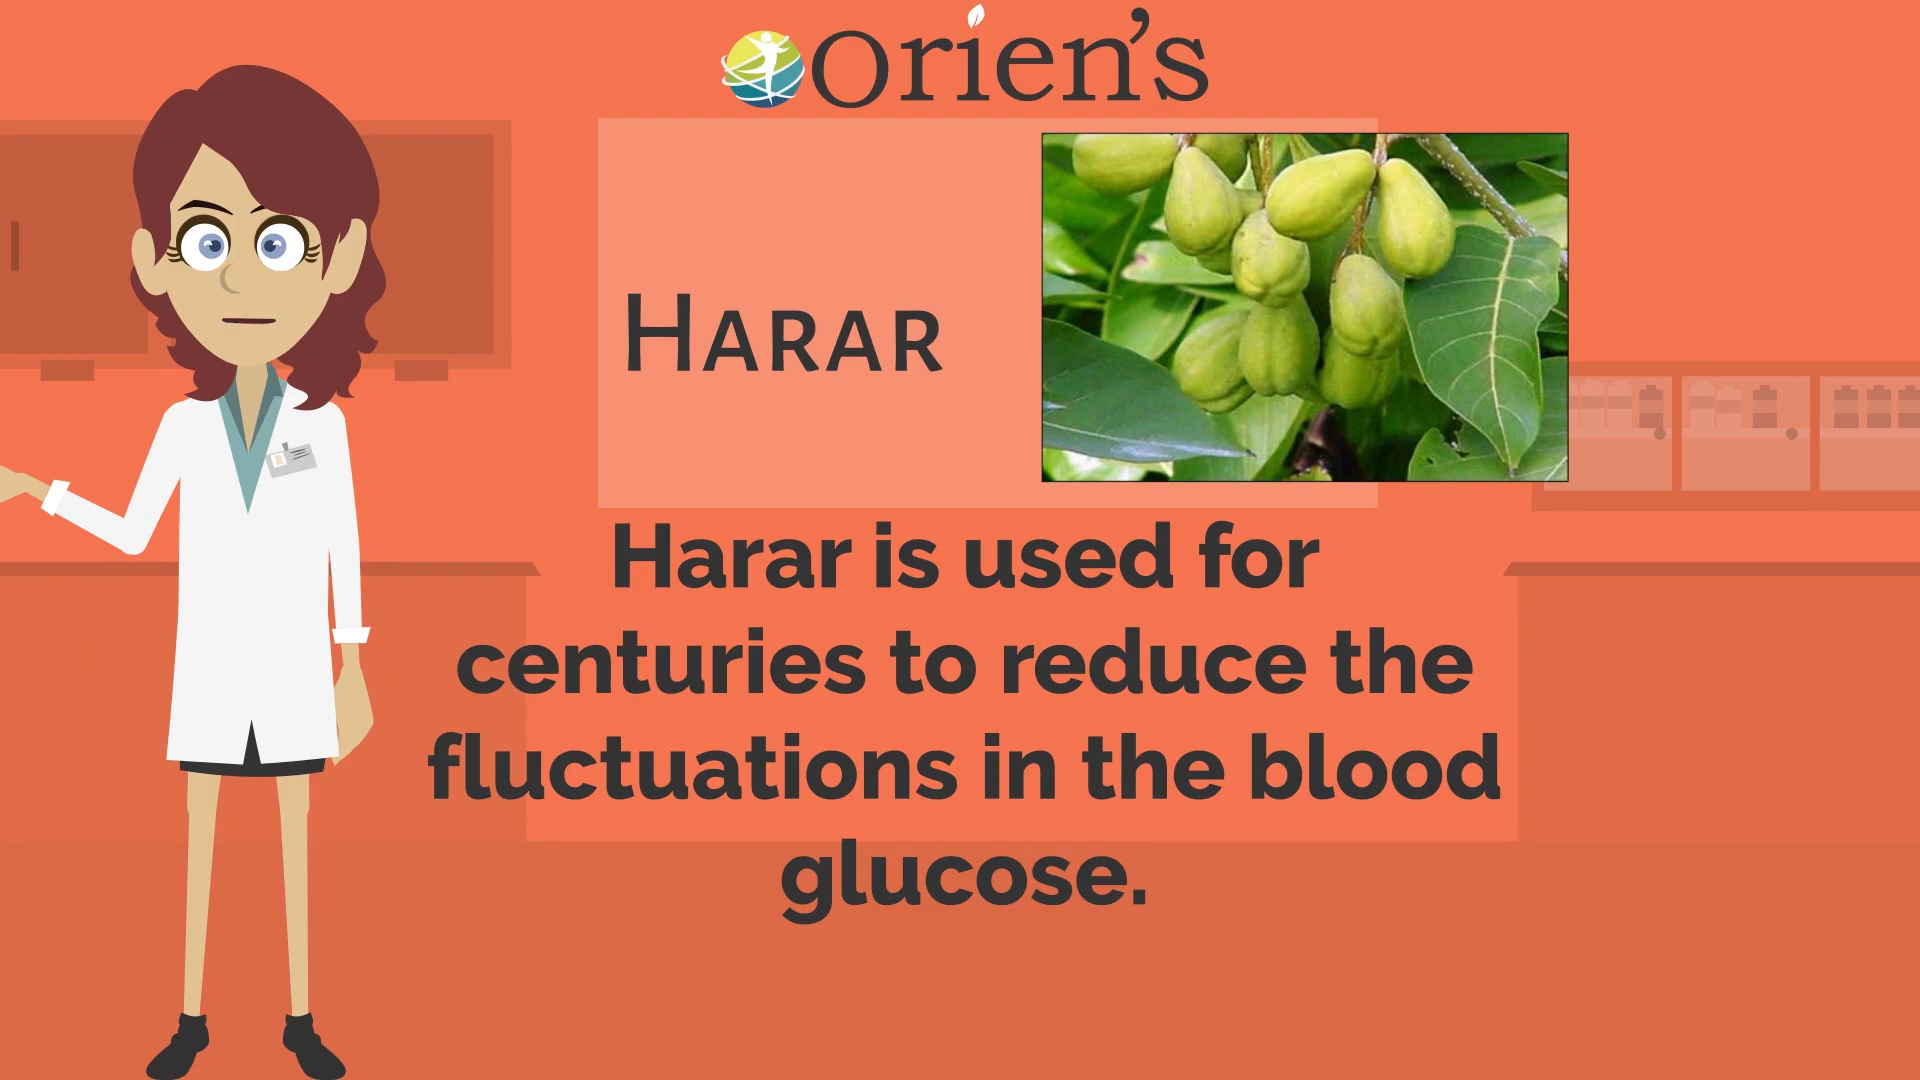 Orien's
Harar
Harar is used for
centuries to reduce the
fluctuations in the blood
glucose.